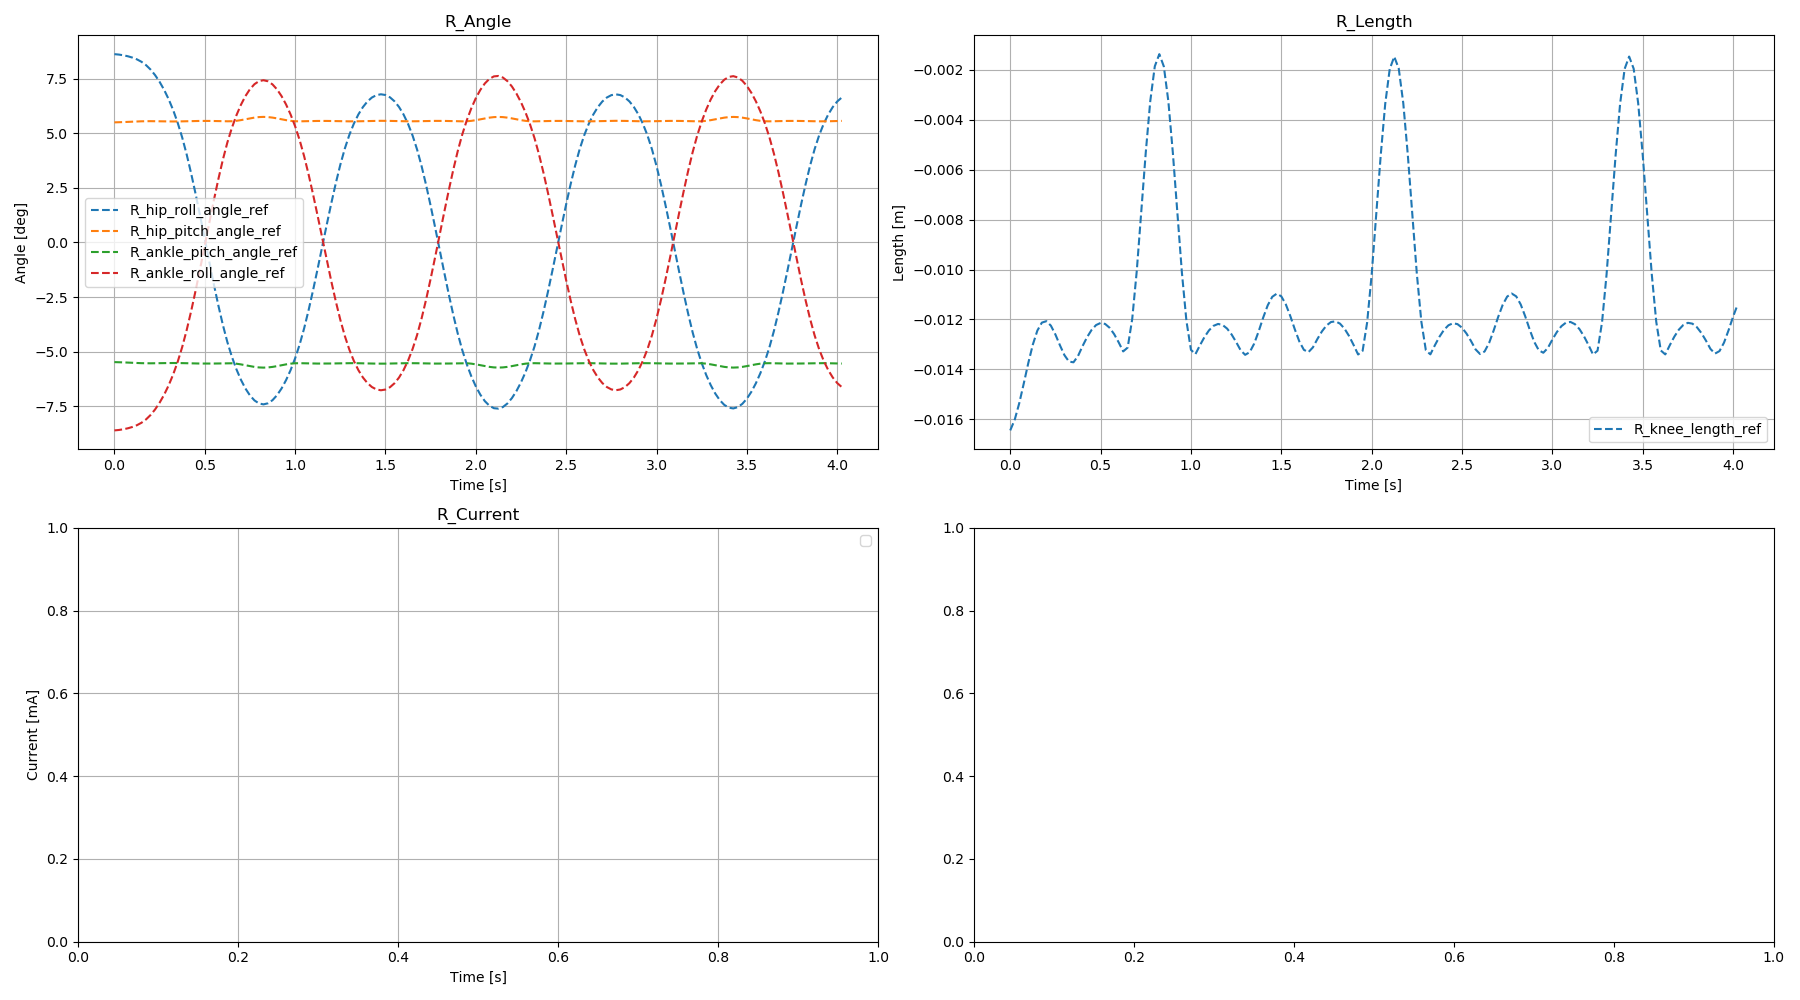 R_Angle
Angle [deg]
7.5
5.0
2.5
0.0
−2.5
−5.0
−7.5
R_hip_roll_angle_ref
R_hip_pitch_angle_ref
R_ankle_pitch_angle_ref
R_ankle_roll_angle_ref
0.0 0.5 1.0 1.5 2.0 2.5 3.0 3.5 4.0
Time [s]
R_Length
Length [m]
−0.002
−0.004
−0.006
−0.008
−0.010
−0.012
−0.014
−0.016
R_knee_length_ref
0.0 0.5 1.0 1.5 2.0 2.5 3.0 3.5 4.0
Time [s]
R_Current
Current [mA]
1.0
0.8
0.6
0.4
0.2
0.0
0.0 0.2 0.4 0.6 0.8 1.0
Time [s]
1.0
0.8
0.6
0.4
0.2
0.0
0.0 0.2 0.4 0.6 0.8 1.0